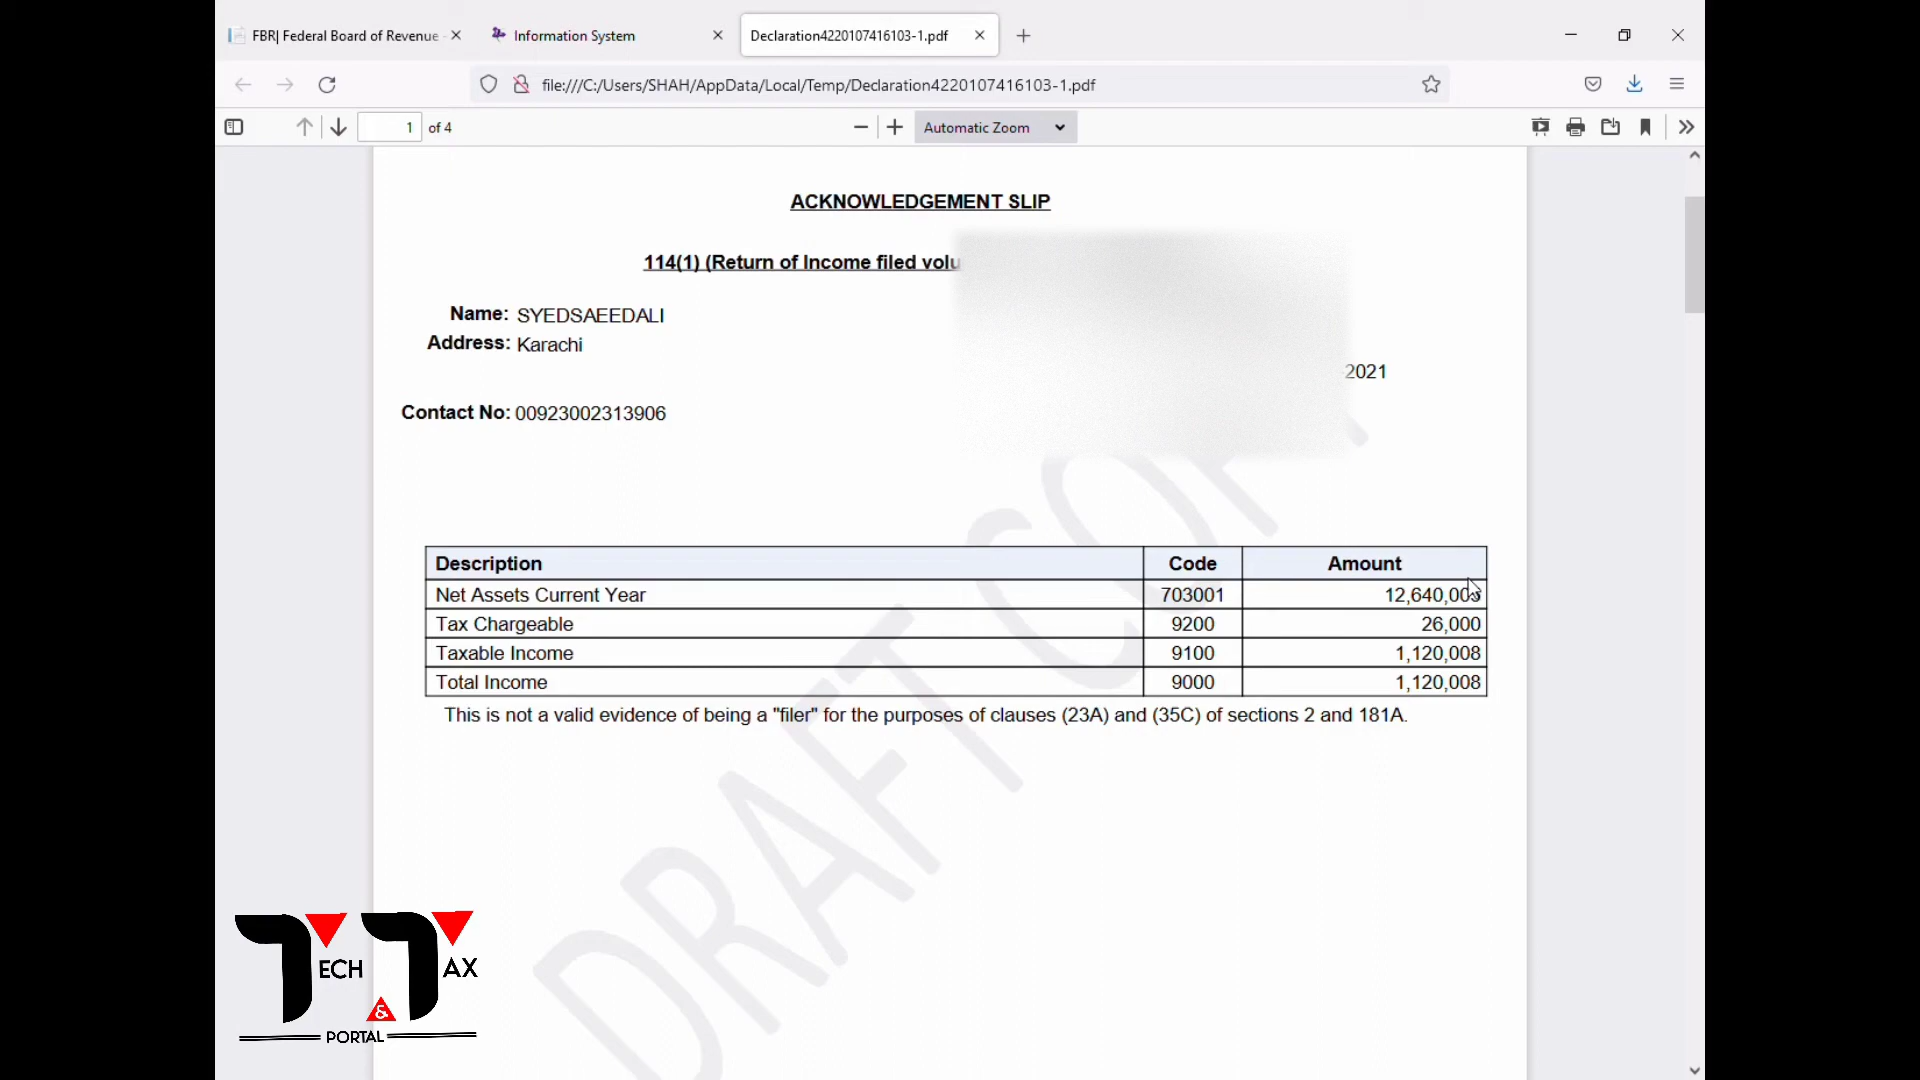 FBR| Federal Board of Revenue
Information System
Declaration4220107416103-1.pdf
file:///C:/Users/SHAH/AppData/Local/Temp/Declaration4220107416103-1.pdf
1 of 4
Automatic Zoom
ACKNOWLEDGEMENT SLIP
114(1) (Return of Income filed volu
Name: SYEDSAEEDALI
Address: Karachi
2021
Contact No: 00923002313906
Description Code Amount
Net Assets Current Year 703001
Tax Chargeable 9200 26,000
Taxable Income 9100 1,120,008
Total Income 9000 1,120,008
This is not a valid evidence of being a "filer" for the purposes of clauses (23A) and (35C) of sections 2 and 181A.
DRAFT COPY
TECH & TAX
PORTAL